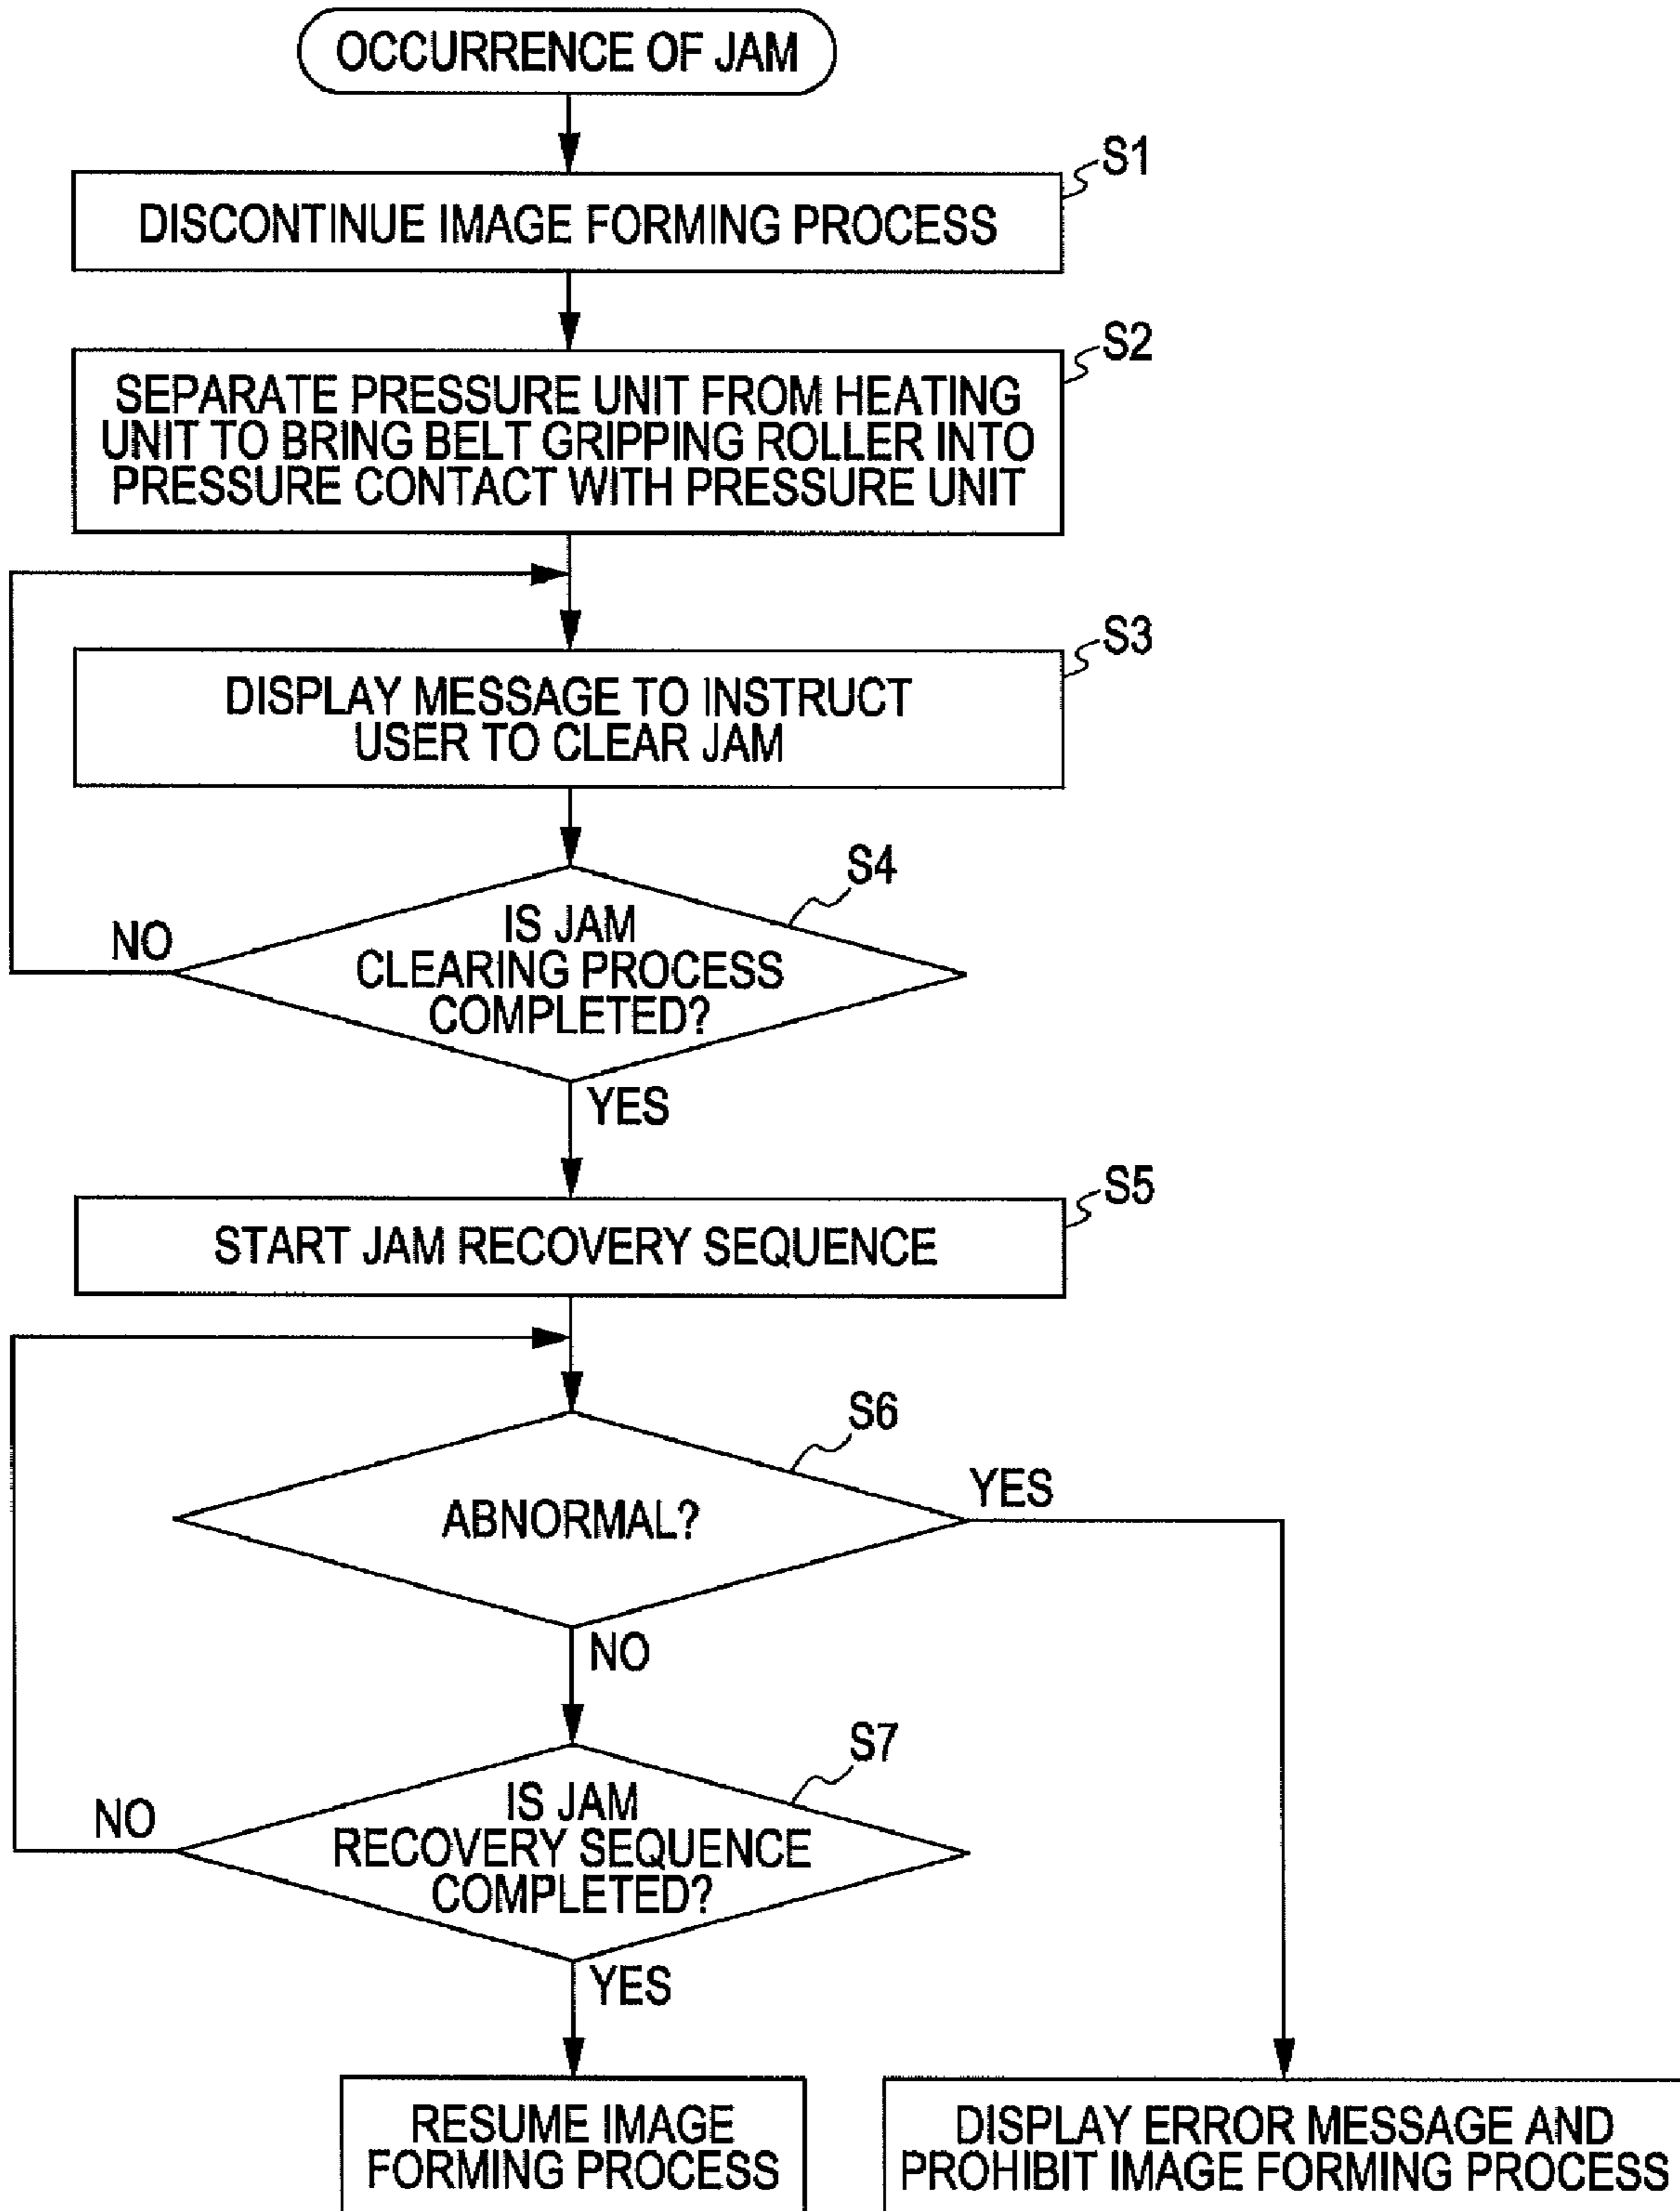 OCCURRENCE OF JAM
S1
DISCONTINUE IMAGE FORMING PROCESS
S2
SEPARATE PRESSURE UNIT FROM HEATING
UNIT TO BRING BELT GRIPPING ROLLER INTO
PRESSURE CONTACT WITH PRESSURE UNIT
S3
DISPLAY MESSAGE TO INSTRUCT
USER TO CLEAR JAM
S4
IS JAM
CLEARING PROCESS
COMPLETED?
NO
YES
S5
START JAM RECOVERY SEQUENCE
S6
ABNORMAL?
YES
NO
S7
IS JAM
RECOVERY SEQUENCE
COMPLETED?
NO
YES
RESUME IMAGE
FORMING PROCESS
DISPLAY ERROR MESSAGE AND
PROHIBIT IMAGE FORMING PROCESS